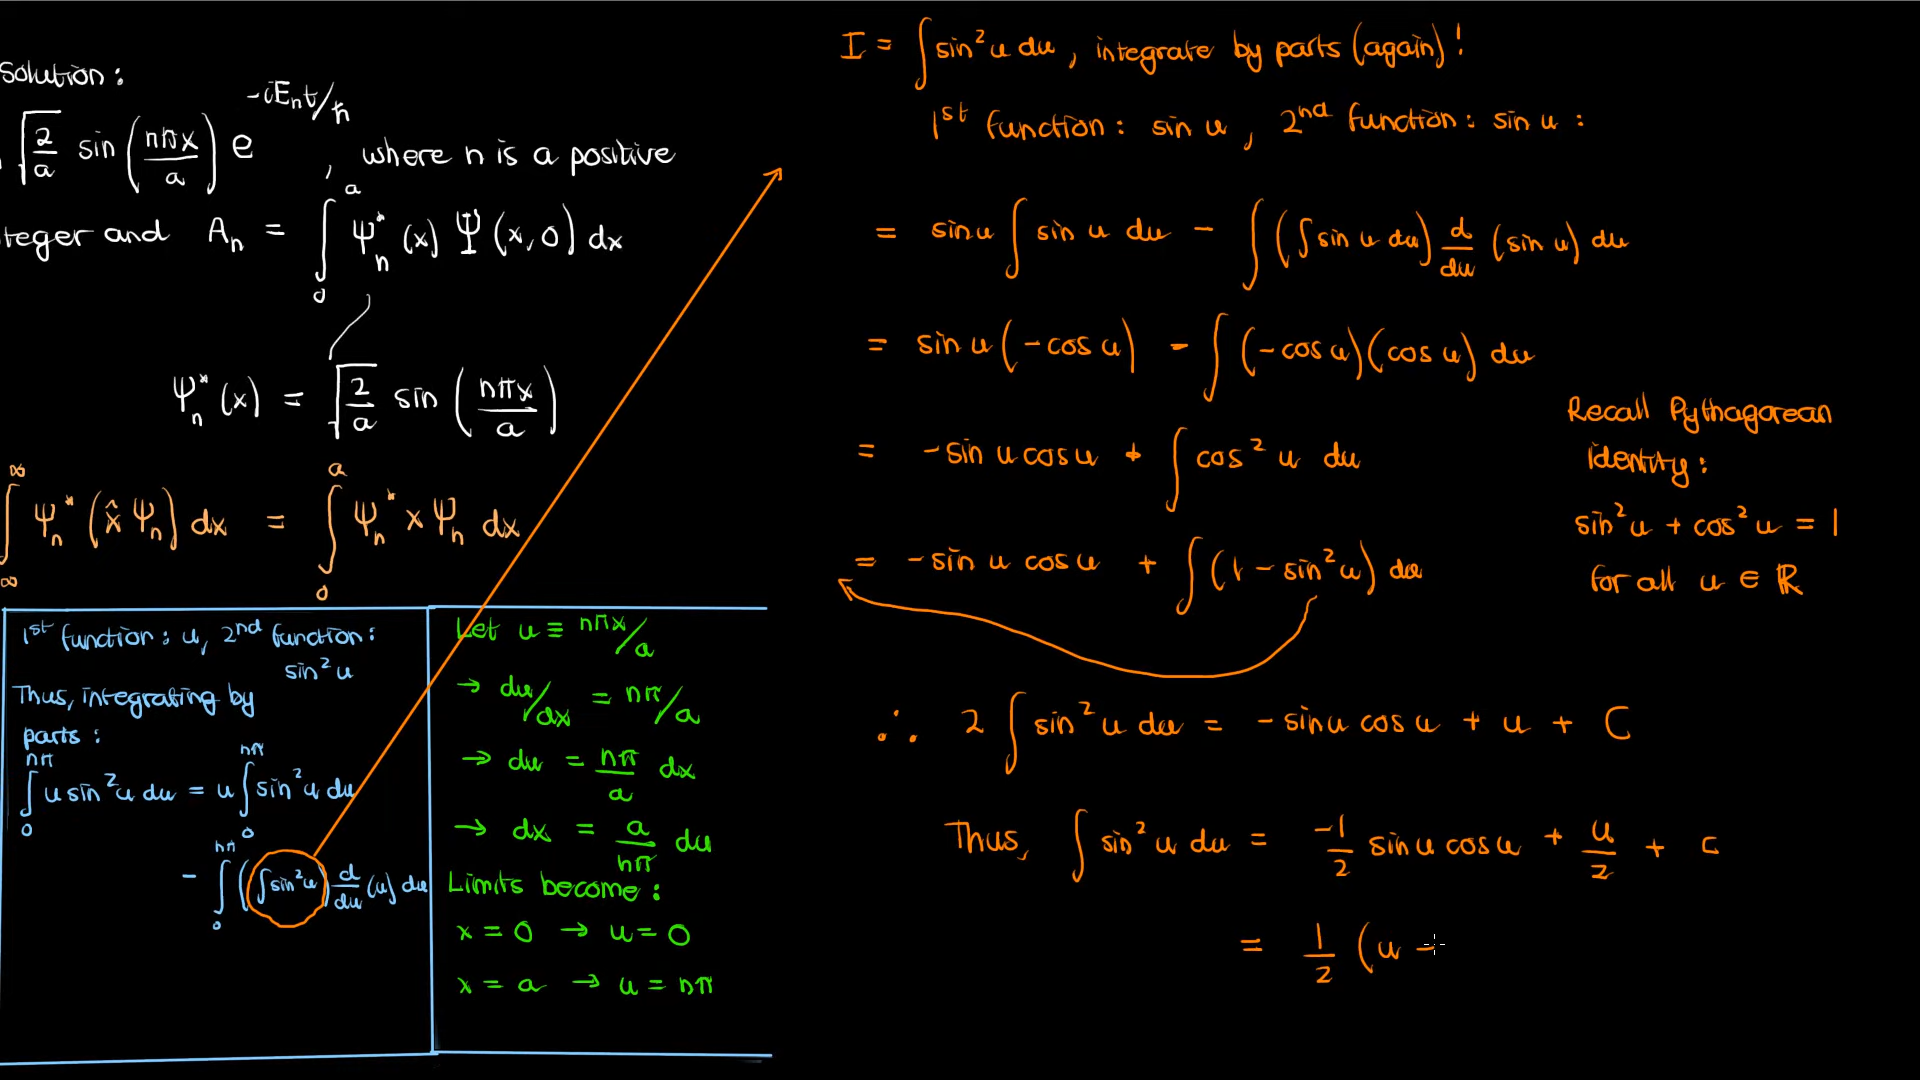 solution:
√(2/a) sin(nπx/a) e^(-iEₙt/ħ), where n is a positive
teger and Aₙ = ∫₀ᵃ ψₙ*(x) Ψ(x,0) dx
ψₙ*(x) = √(2/a) sin(nπx/a)
∫^∞_∞ ψₙ*(x̂ ψₙ) dx = ∫₀ᵃ ψₙ* x ψₙ dx
1st function: u, 2nd function:
sin²u
Thus, integrating by
parts:
∫₀^(nπ) u sin²u du = u ∫₀^(nπ) sin²u du
- ∫₀^(nπ) (∫sin²u) d/du (u) du
Let u ≡ nπx/a
→ du/dx = nπ/a
→ du = nπ/a dx
→ dx = a/nπ du
Limits become:
x = 0 → u = 0
x = a → u = nπ
I = ∫sin²u du, integrate by parts (again)!
1st function: sin u, 2nd function: sin u:
= sin u ∫ sin u du - ∫(∫sin u du) d/du (sin u) du
= sin u (-cos u) - ∫(-cos u)(cos u) du
= -sin u cos u + ∫cos²u du
= -sin u cos u + ∫(1 - sin²u) du
Recall Pythagorean
identity:
sin²u + cos²u = 1
for all u ∈ ℝ
∴ 2∫sin²u du = -sin u cos u + u + C
Thus, ∫sin²u du = -1/2 sin u cos u + u/2 + C
= 1/2 (u -